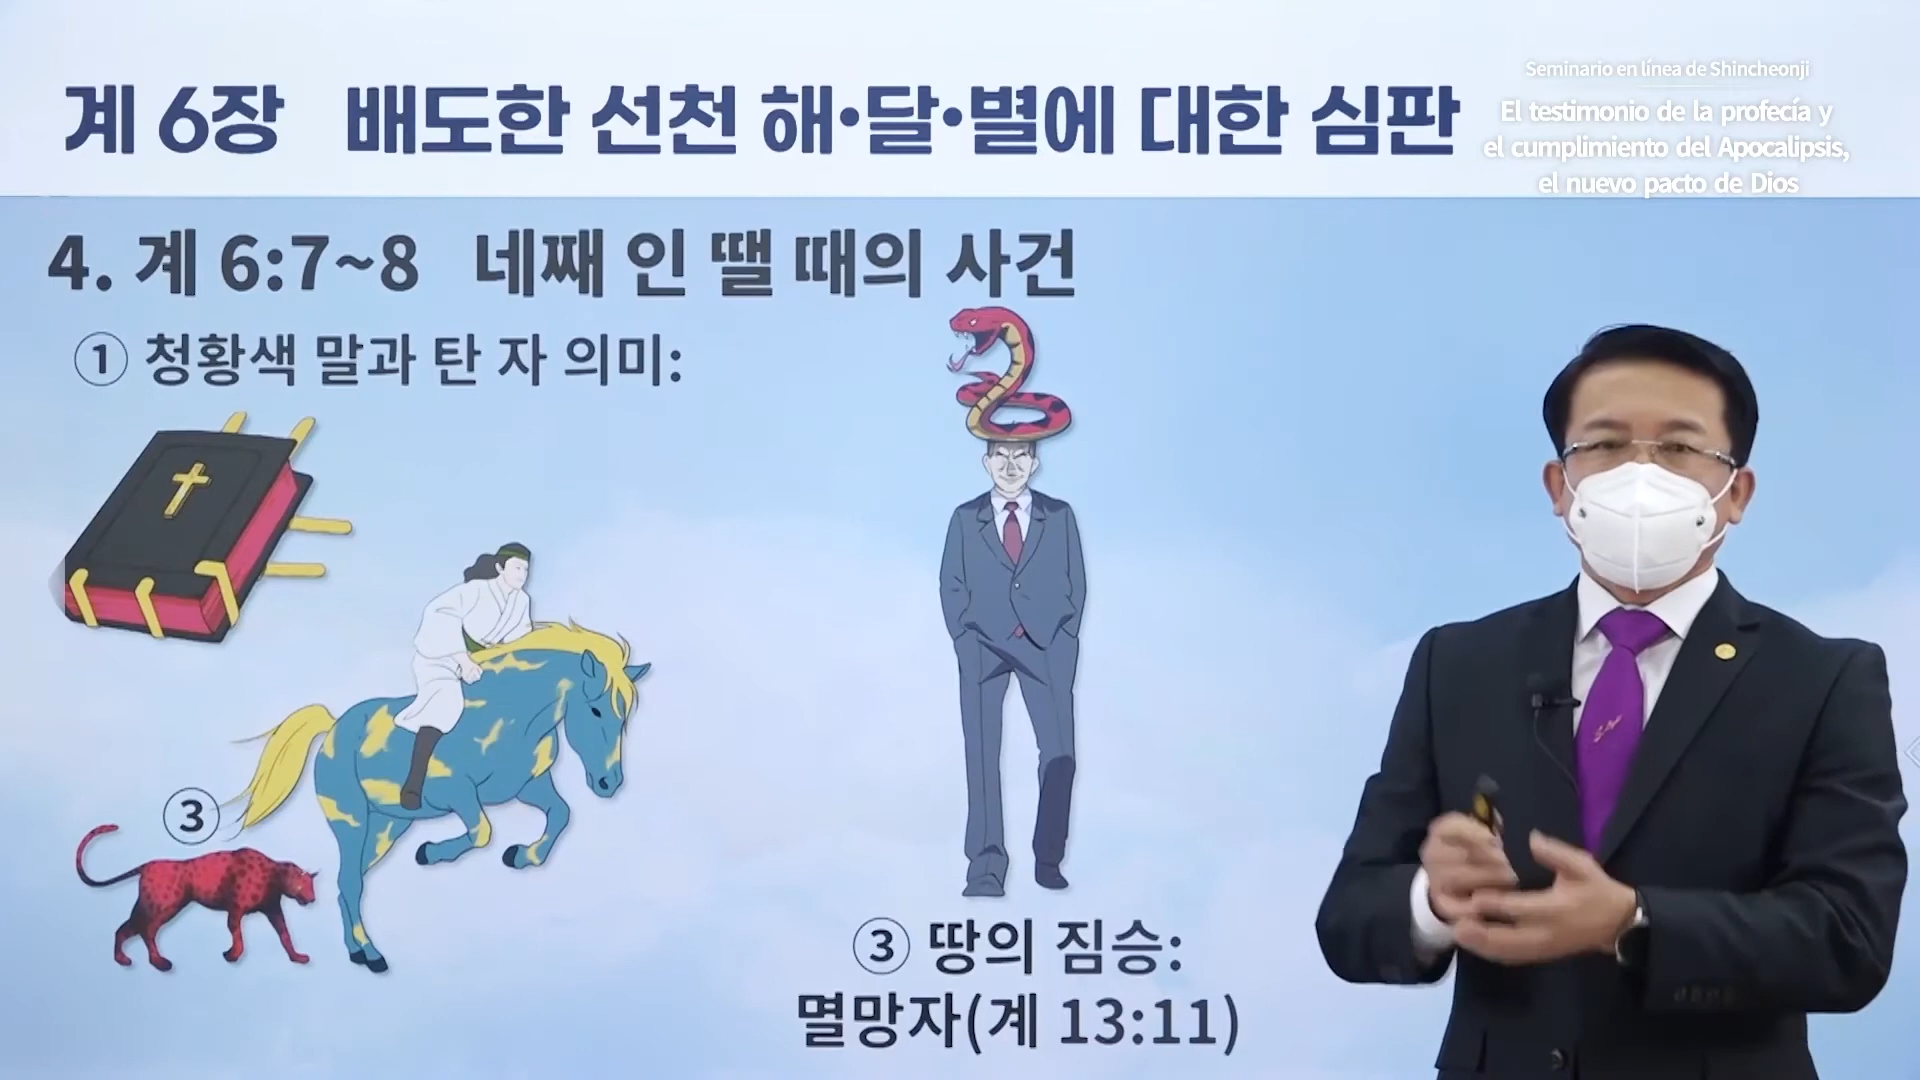 계 6장 배도한 선천 해·달·별에 대한 심판
Seminario en línea de Shincheonji
El testimonio de la profecía y
el cumplimiento del Apocalipsis,
el nuevo pacto de Dios
4. 계 6:7~8 네째 인 뗄 때의 사건
① 청황색 말과 탄 자 의미:
③
③ 땅의 짐승:
멸망자(계 13:11)